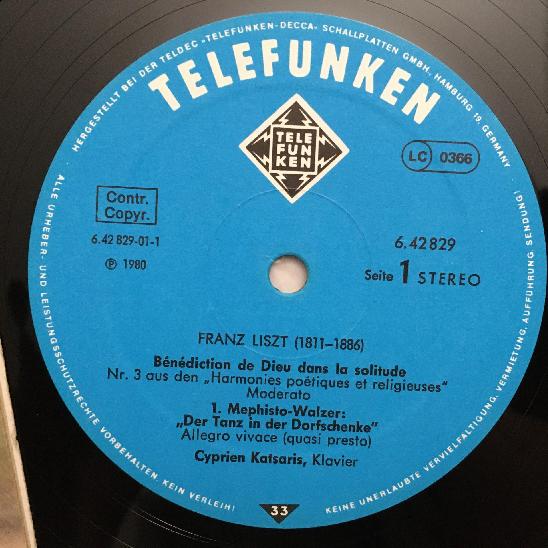 HERGESTELLT BEI DER TELDEC »TELEFUNKEN-DECCA« SCHALLPLATTEN GMBH., HAMBURG 19, GERMANY
TELEFUNKEN
TELE
FUN
KEN
LC 0366
Contr.
Copyr.
6.42 829-01-1
℗ 1980
6.42829
Seite 1 STEREO
FRANZ LISZT (1811–1886)
Bénédiction de Dieu dans la solitude
Nr. 3 aus den „Harmonies poétiques et religieuses“
Moderato
1. Mephisto-Walzer:
„Der Tanz in der Dorfschenke“
Allegro vivace (quasi presto)
Cyprien Katsaris, Klavier
33
ALLE URHEBER- UND LEISTUNGSSCHUTZRECHTE VORBEHALTEN. KEIN VERLEIH! KEINE UNERLAUBTE VERVIELFÄLTIGUNG, VERMIETUNG, AUFFÜHRUNG, SENDUNG!